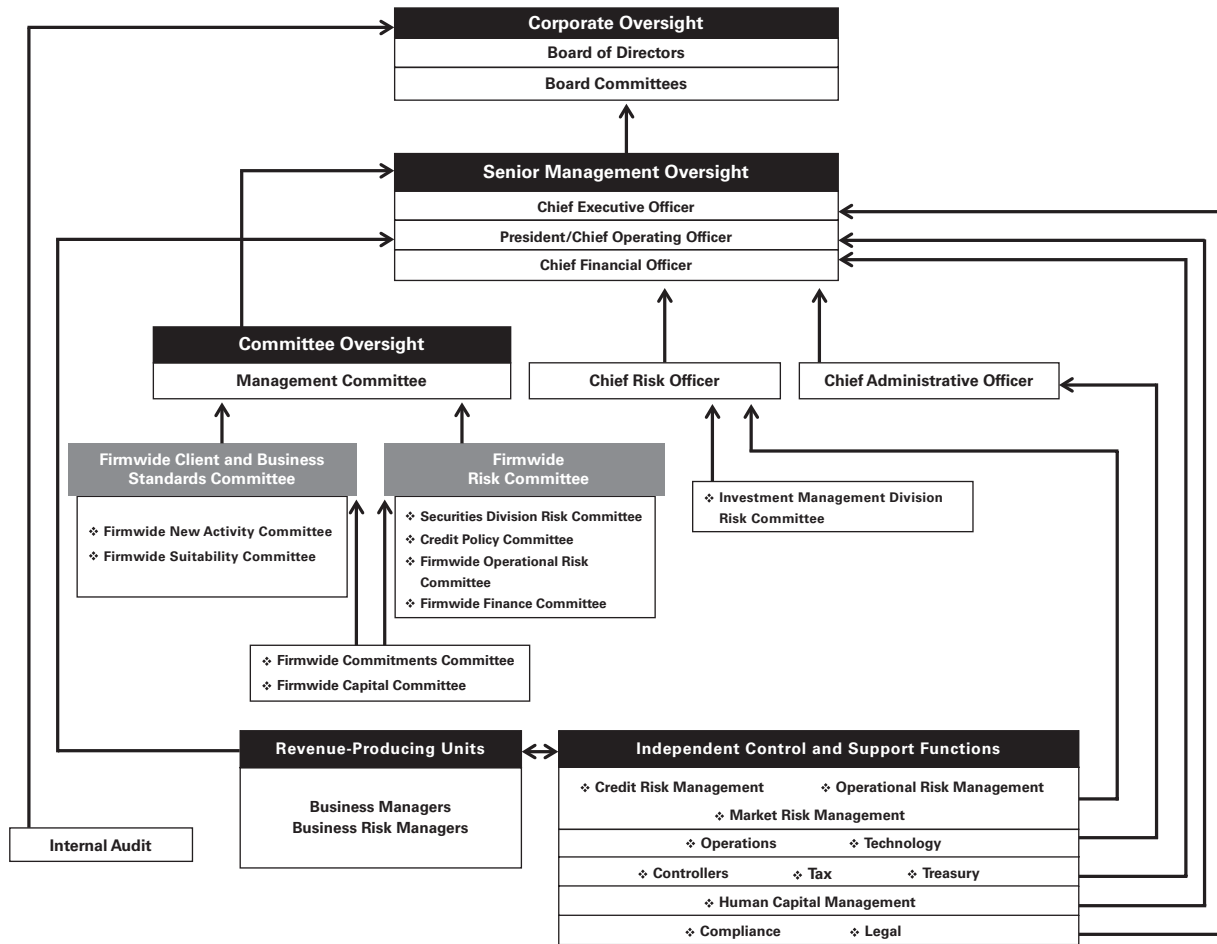 Corporate Oversight
Board of Directors
Board Committees
Senior Management Oversight
Chief Executive Officer
President/Chief Operating Officer
Chief Financial Officer
Committee Oversight
Management Committee
Chief Risk Officer
Chief Administrative Officer
Firmwide Client and Business
Standards Committee
❖ Firmwide New Activity Committee
❖ Firmwide Suitability Committee
Firmwide
Risk Committee
❖ Securities Division Risk Committee
❖ Credit Policy Committee
❖ Firmwide Operational Risk
Committee
❖ Firmwide Finance Committee
❖ Investment Management Division
Risk Committee
❖ Firmwide Commitments Committee
❖ Firmwide Capital Committee
Revenue-Producing Units
Business Managers
Business Risk Managers
Independent Control and Support Functions
❖ Credit Risk Management ❖ Operational Risk Management
❖ Market Risk Management
❖ Operations ❖ Technology
❖ Controllers ❖ Tax ❖ Treasury
❖ Human Capital Management
❖ Compliance ❖ Legal
Internal Audit